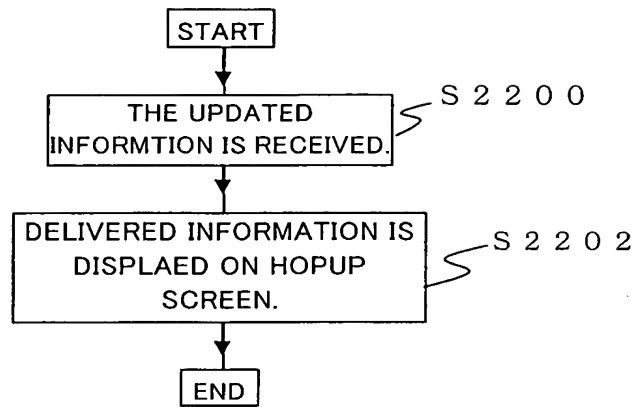 START
THE UPDATED
INFORMTION IS RECEIVED.
S2200
DELIVERED INFORMATION IS
DISPLAED ON HOPUP
SCREEN.
S2202
END